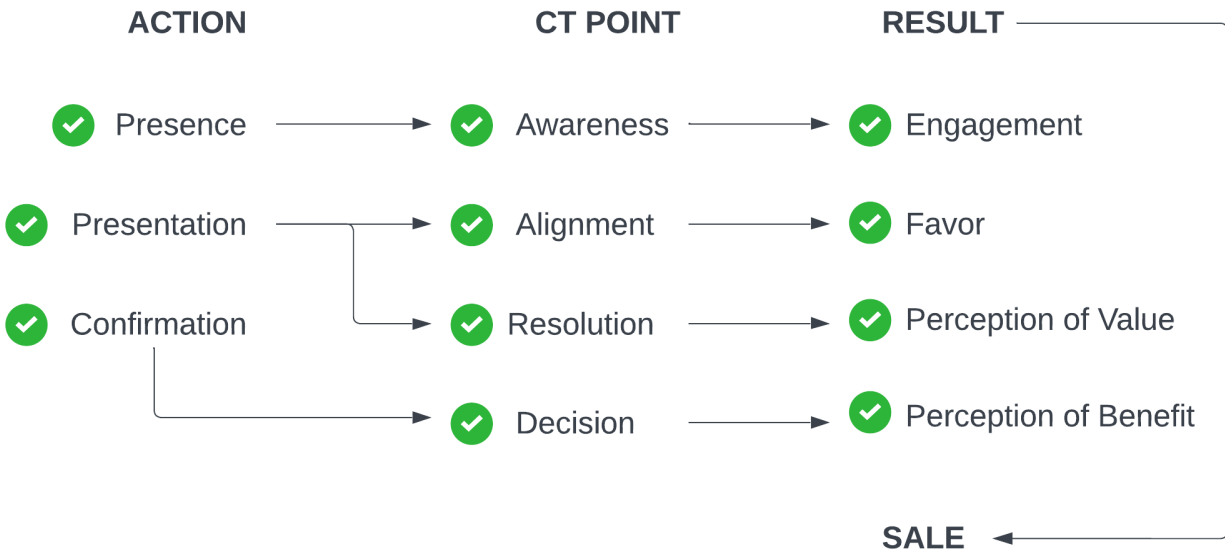 ACTION
CT POINT
RESULT
Presence
Awareness
Engagement
Presentation
Alignment
Favor
Confirmation
Resolution
Perception of Value
Decision
Perception of Benefit
SALE